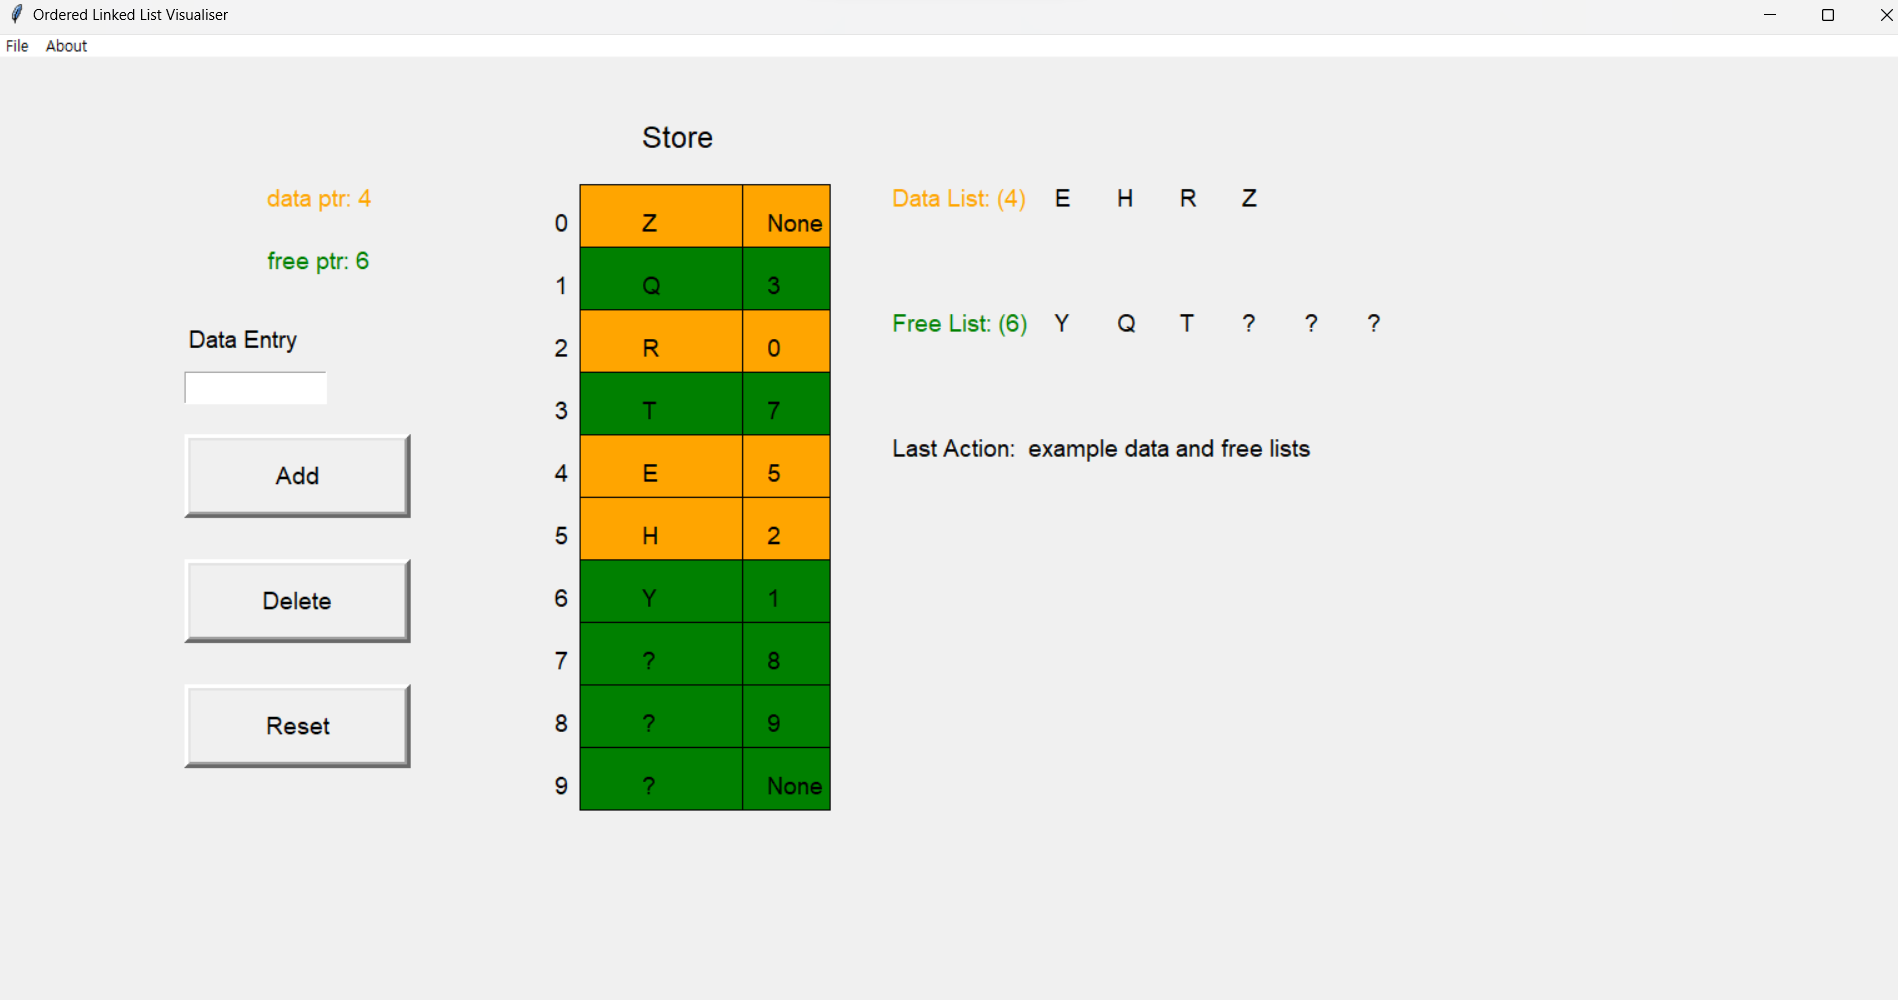 Ordered Linked List Visualiser
File About
Store
data ptr: 4
free ptr: 6
Data Entry
Add
Delete
Reset
0 Z None
1 Q 3
2 R 0
3 T 7
4 E 5
5 H 2
6 Y 1
7 ? 8
8 ? 9
9 ? None
Data List: (4) E H R Z
Free List: (6) Y Q T ? ? ?
Last Action: example data and free lists